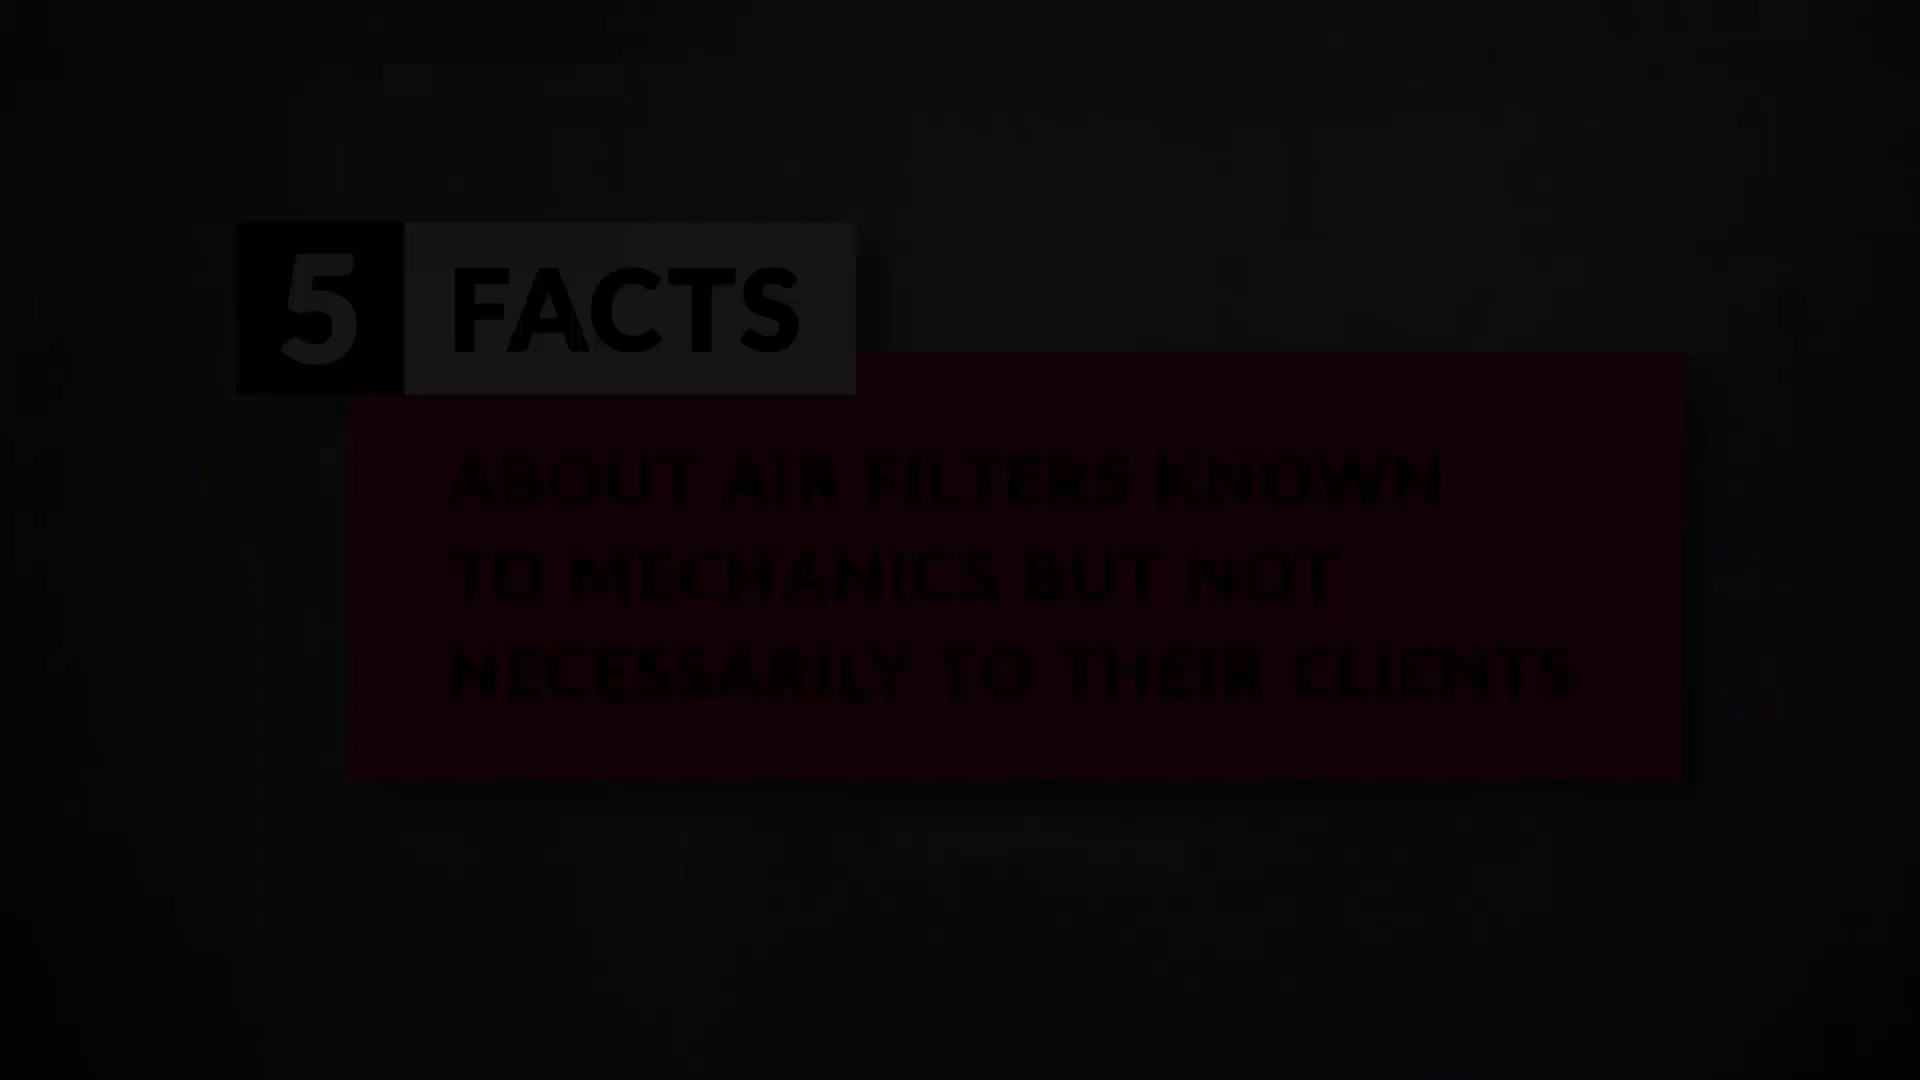 5 FACTS
ABOUT AIR FILTERS KNOWN
TO MECHANICS BUT NOT
NECESSARILY TO THEIR CLIENTS